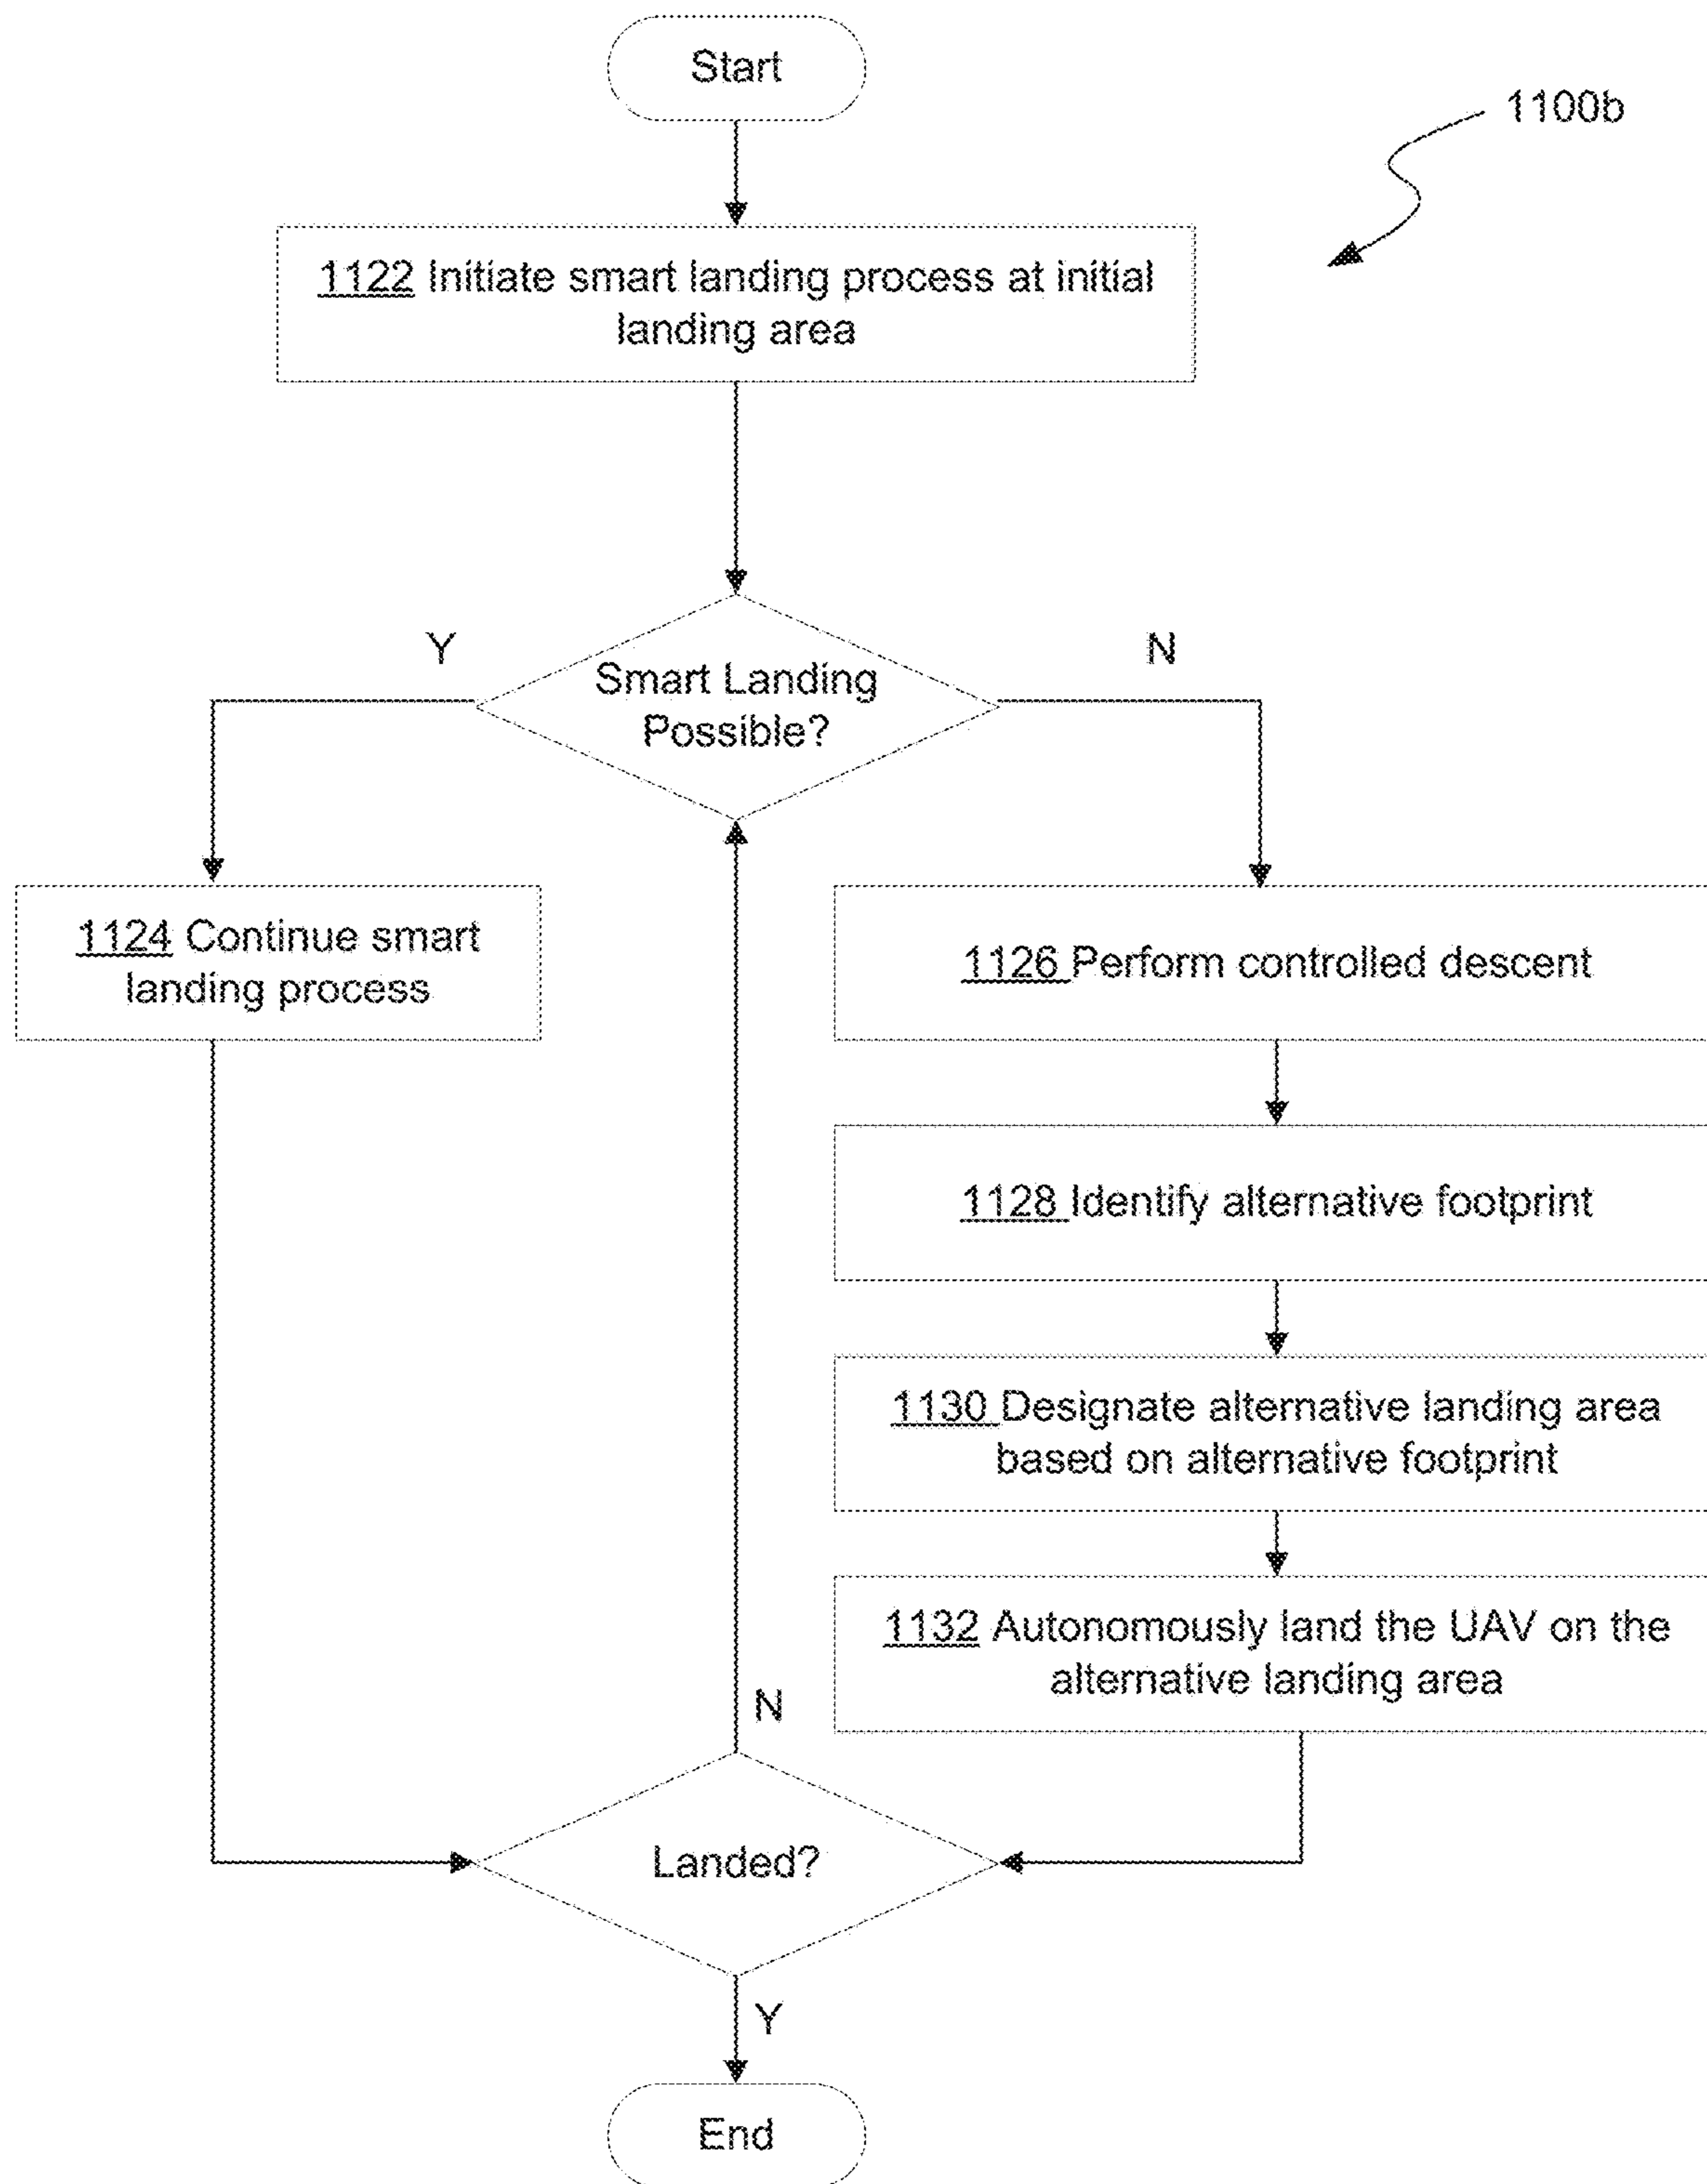 Start
1100b
1122 Initiate smart landing process at initial
landing area
Y
N
Smart Landing
Possible?
1124 Continue smart
landing process
1126 Perform controlled descent
1128 Identify alternative footprint
1130 Designate alternative landing area
based on alternative footprint
1132 Autonomously land the UAV on the
alternative landing area
N
Landed?
Y
End